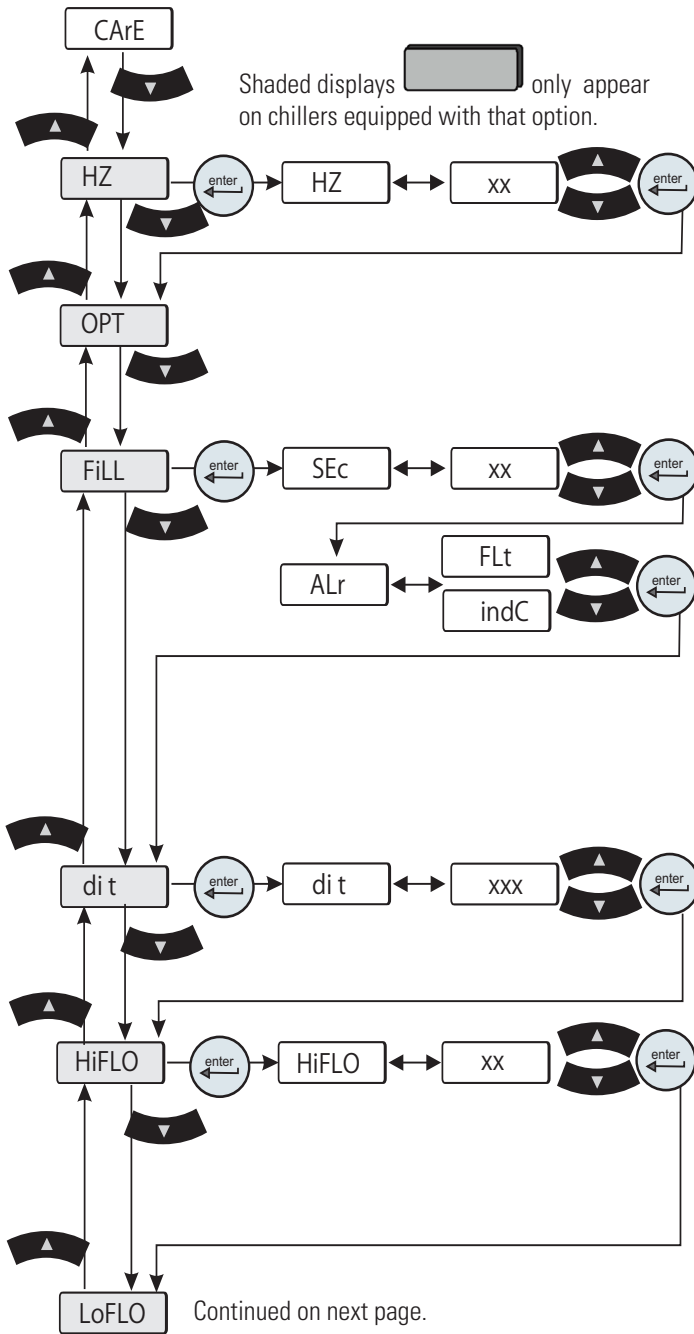 CArE
Shaded displays only appear
on chillers equipped with that option.
HZ
enter
HZ
xx
enter
OPT
FiLL
enter
SEc
xx
enter
ALr
FLt
indC
enter
di t
enter
di t
xxx
enter
HiFLO
enter
HiFLO
xx
enter
LoFLO
Continued on next page.